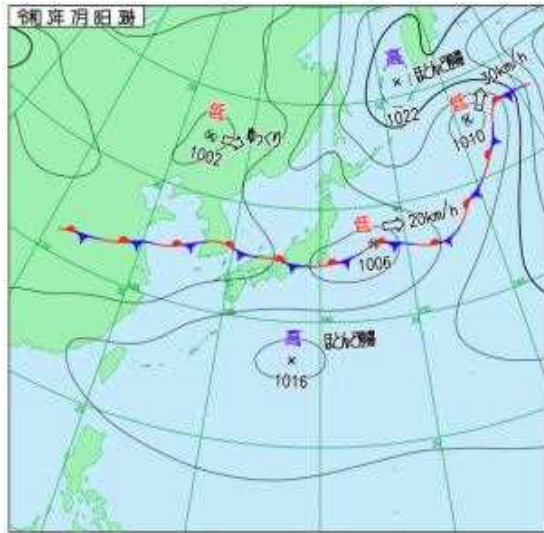 令和 3年 7月 8日 3時
高 ほとんど停滞
1022
30km/h
低
1010
低
1002 ゆっくり
低 20km/h
1006
高 ほとんど停滞
1016